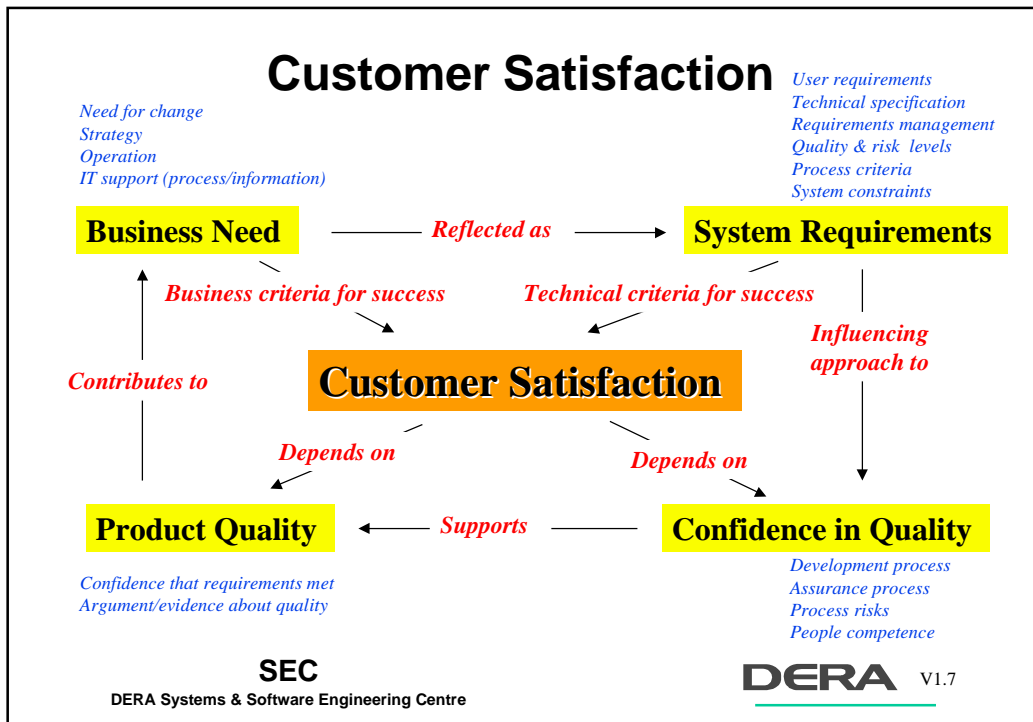 Customer Satisfaction
Need for change
Strategy
Operation
IT support (process/information)
User requirements
Technical specification
Requirements management
Quality & risk levels
Process criteria
System constraints
Business Need
Reflected as
System Requirements
Business criteria for success
Technical criteria for success
Influencing
approach to
Contributes to
Customer Satisfaction
Depends on
Depends on
Product Quality
Supports
Confidence in Quality
Confidence that requirements met
Argument/evidence about quality
Development process
Assurance process
Process risks
People competence
SEC
DERA Systems & Software Engineering Centre
DERA
V1.7